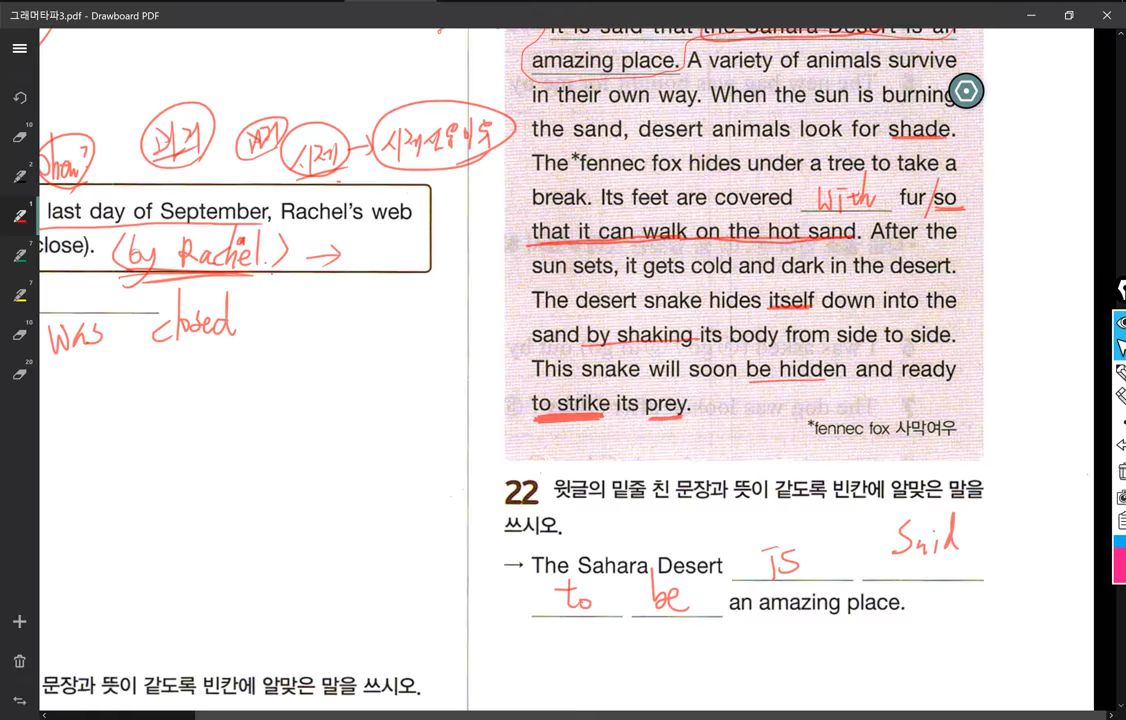 그래머타파3.pdf - Drawboard PDF
It is said that the Sahara Desert is an
amazing place. A variety of animals survive
in their own way. When the sun is burning
the sand, desert animals look for shade.
The *fennec fox hides under a tree to take a
break. Its feet are covered with fur / so
that it can walk on the hot sand. After the
sun sets, it gets cold and dark in the desert.
The desert snake hides itself down into the
sand by shaking its body from side to side.
This snake will soon be hidden and ready
to strike its prey.
*fennec fox 사막여우
how?
과거
시제 →
last day of September, Rachel's web
close). (by Rachel.) →
was closed
22 윗글의 밑줄 친 문장과 뜻이 같도록 빈칸에 알맞은 말을
쓰시오.
→ The Sahara Desert is said
to be an amazing place.
문장과 뜻이 같도록 빈칸에 알맞은 말을 쓰시오.
10
2
1
7
7
10
20